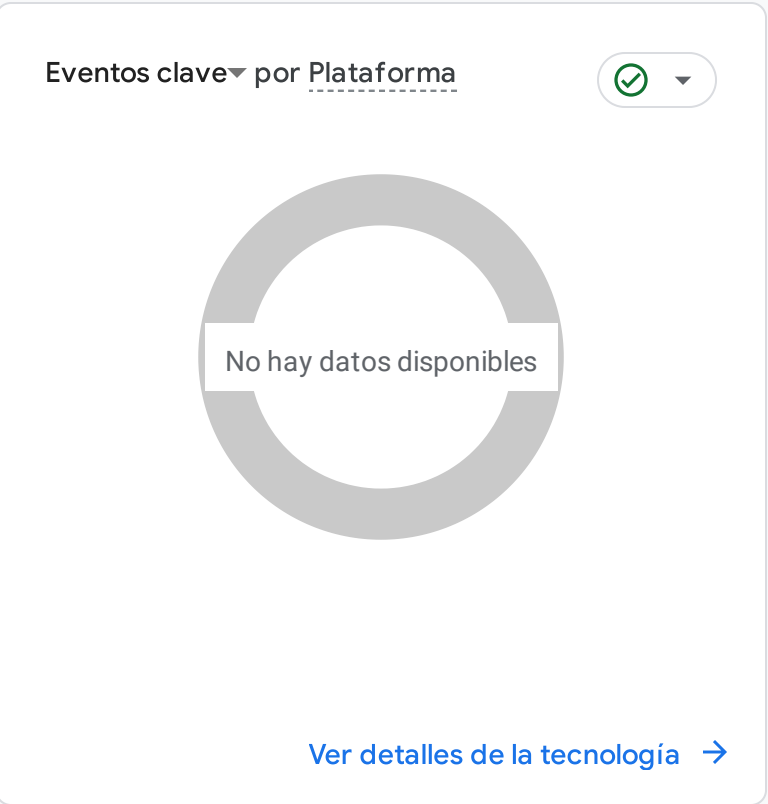 Eventos clave por Plataforma
No hay datos disponibles
Ver detalles de la tecnología